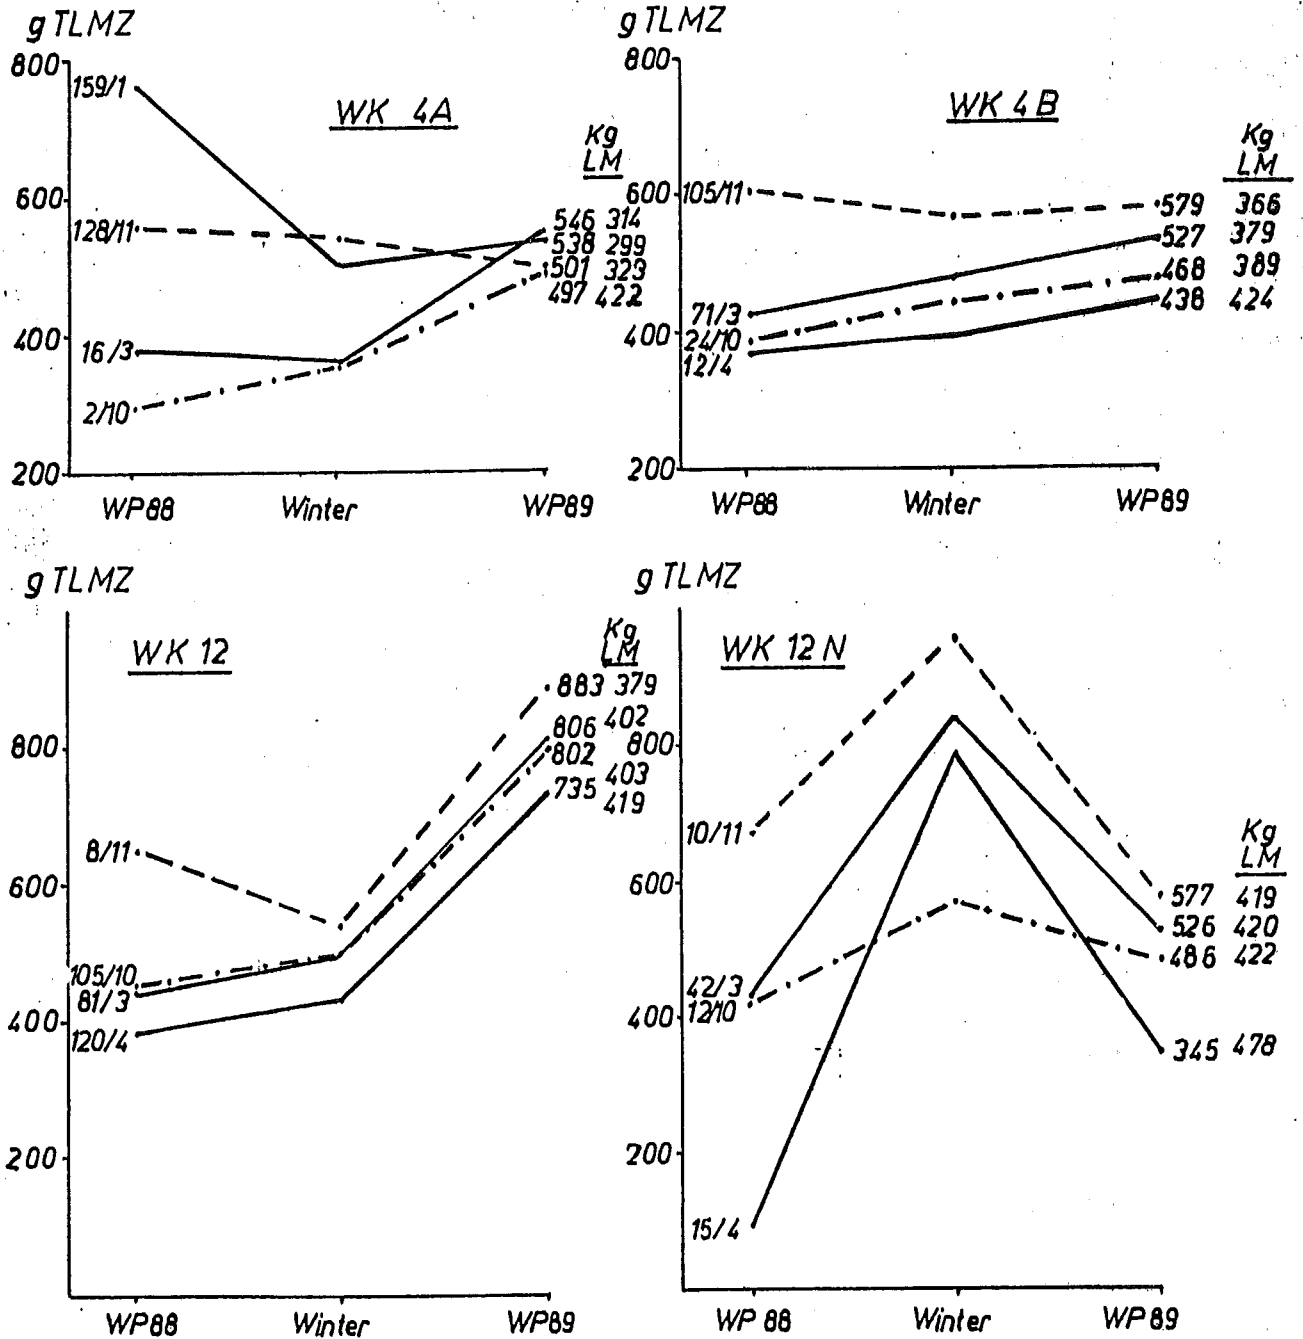 g TLMZ
WK 4A
800
600
400
200
159/1
128/11
16/3
2/10
Kg
LM
546 314
538 299
501 323
497 422
WP88 Winter WP89
g TLMZ
WK 4B
800
600
400
200
105/11
71/3
24/10
12/4
Kg
LM
579 366
527 379
468 389
438 424
WP88 Winter WP89
g TLMZ
WK 12
800
600
400
200
8/11
105/10
81/3
120/4
Kg
LM
883 379
806 402
802 403
735 419
WP88 Winter WP89
g TLMZ
WK 12 N
800
600
400
200
10/11
42/3
12/10
15/4
Kg
LM
577 419
526 420
486 422
345 478
WP 88 Winter WP 89